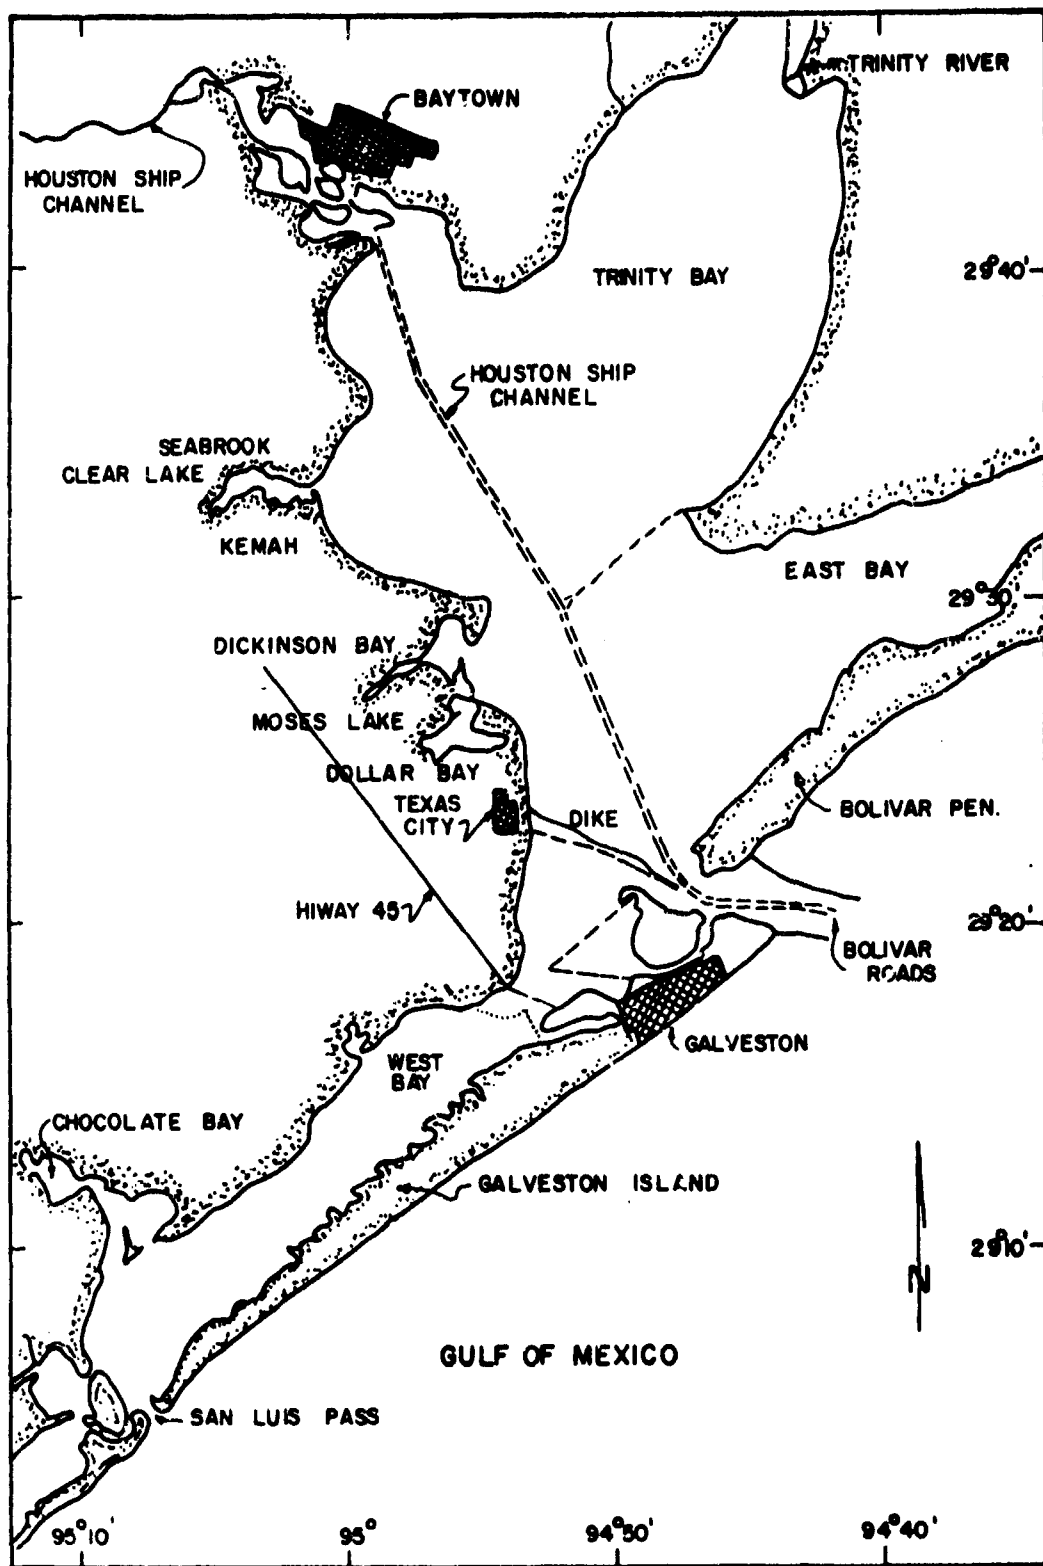 TRINITY RIVER
BAYTOWN
HOUSTON SHIP
CHANNEL
TRINITY BAY
29°40'
HOUSTON SHIP
CHANNEL
SEABROOK
CLEAR LAKE
KEMAH
EAST BAY
29°30'
DICKINSON BAY
MOSES LAKE
DOLLAR BAY
TEXAS
CITY
DIKE
BOLIVAR PEN.
HIWAY 45
29°20'
BOLIVAR
ROADS
GALVESTON
WEST
BAY
CHOCOLATE BAY
GALVESTON ISLAND
29°10'
N
GULF OF MEXICO
SAN LUIS PASS
95°10'
95°
94°50'
94°40'